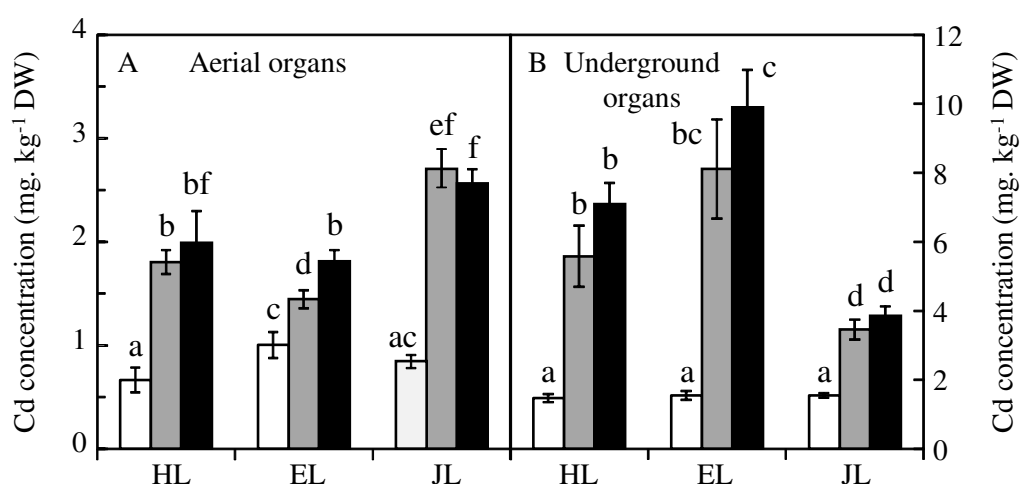 Cd concentration (mg. kg⁻¹ DW)
4
3
2
1
0
A Aerial organs
a b bf
c d b
ac ef f
HL EL JL
B Underground
organs
a b b
a bc c
a d d
HL EL JL
12
10
8
6
4
2
0
Cd concentration (mg. kg⁻¹ DW)